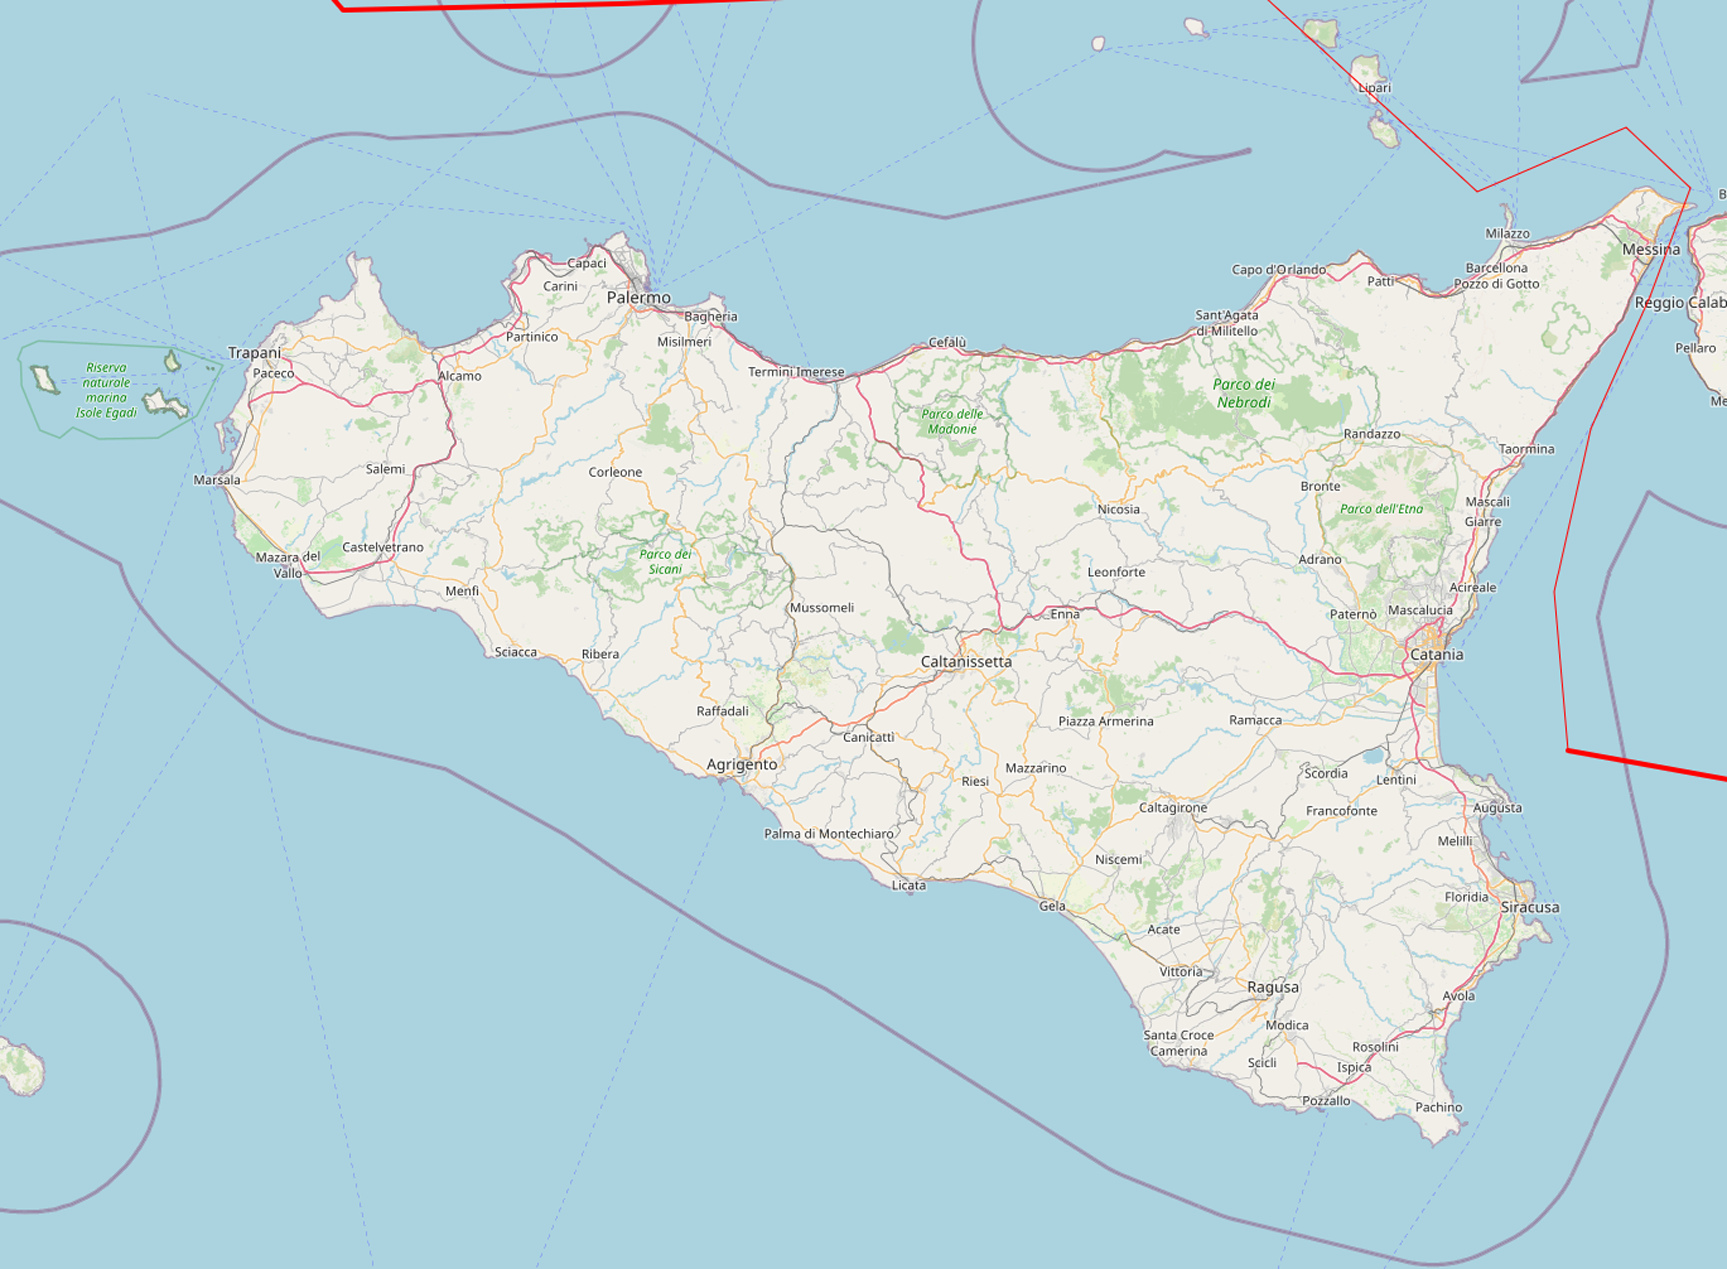 Lipari
B
Milazzo
Messina
Capaci
Capo d'Orlando
Barcellona
Pozzo di Gotto
Carini
Patti
Palermo
Reggio Calab
Bagheria
Sant'Agata
di Militello
Partinico
Misilmeri
Cefalù
Pellaro
Trapani
Riserva
naturale
marina
Isole Egadi
Paceco
Alcamo
Termini Imerese
Parco dei
Nebrodi
Me
Parco delle
Madonie
Randazzo
Taormina
Salemi
Corleone
Marsala
Bronte
Mascali
Nicosia
Parco dell'Etna
Giarre
Castelvetrano
Mazara del
Vallo
Parco dei
Sicani
Adrano
Leonforte
Menfi
Acireale
Mussomeli
Enna
Paternò
Mascalucia
Sciacca
Ribera
Caltanissetta
Catania
Raffadali
Piazza Armerina
Ramacca
Canicattì
Agrigento
Mazzarino
Riesi
Scordia
Lentini
Caltagirone
Francofonte
Augusta
Palma di Montechiaro
Melilli
Niscemi
Licata
Gela
Floridia
Siracusa
Acate
Vittoria
Ragusa
Avola
Modica
Santa Croce
Camerina
Rosolini
Scicli
Ispica
Pozzallo
Pachino